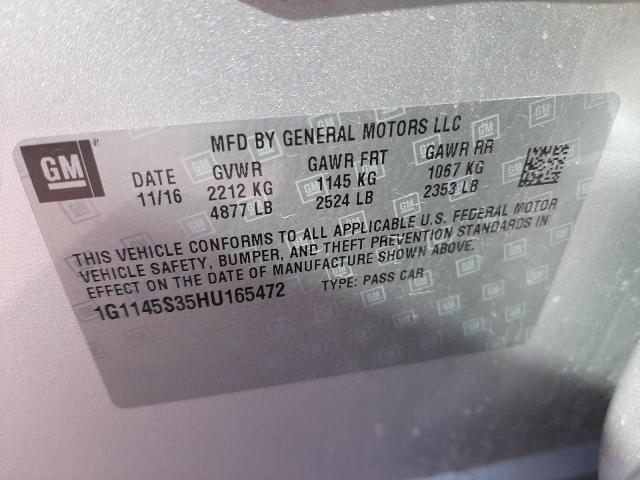 MFD BY GENERAL MOTORS LLC
GM
DATE GVWR GAWR FRT GAWR RR
11/16 2212 KG 1145 KG 1067 KG
4877 LB 2524 LB 2353 LB
THIS VEHICLE CONFORMS TO ALL APPLICABLE U.S. FEDERAL MOTOR
VEHICLE SAFETY, BUMPER, AND THEFT PREVENTION STANDARDS IN
EFFECT ON THE DATE OF MANUFACTURE SHOWN ABOVE.
1G1145S35HU165472 TYPE: PASS CAR